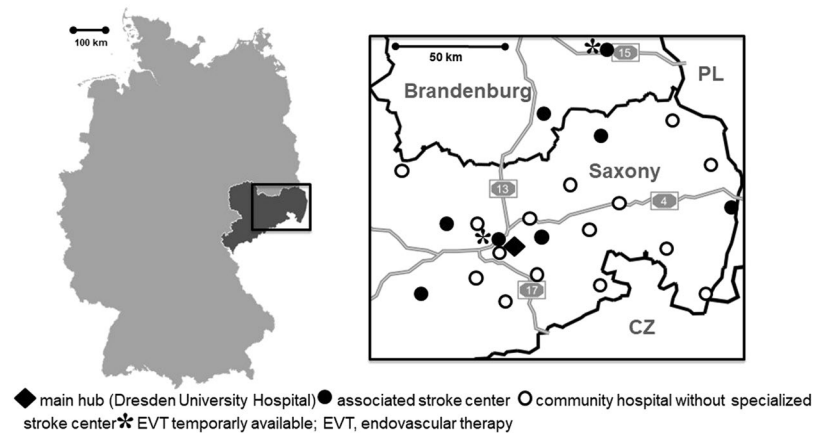 100 km
50 km
15
PL
Brandenburg
Saxony
13
4
17
CZ
main hub (Dresden University Hospital) associated stroke center community hospital without specialized
stroke center EVT temporarly available; EVT, endovascular therapy